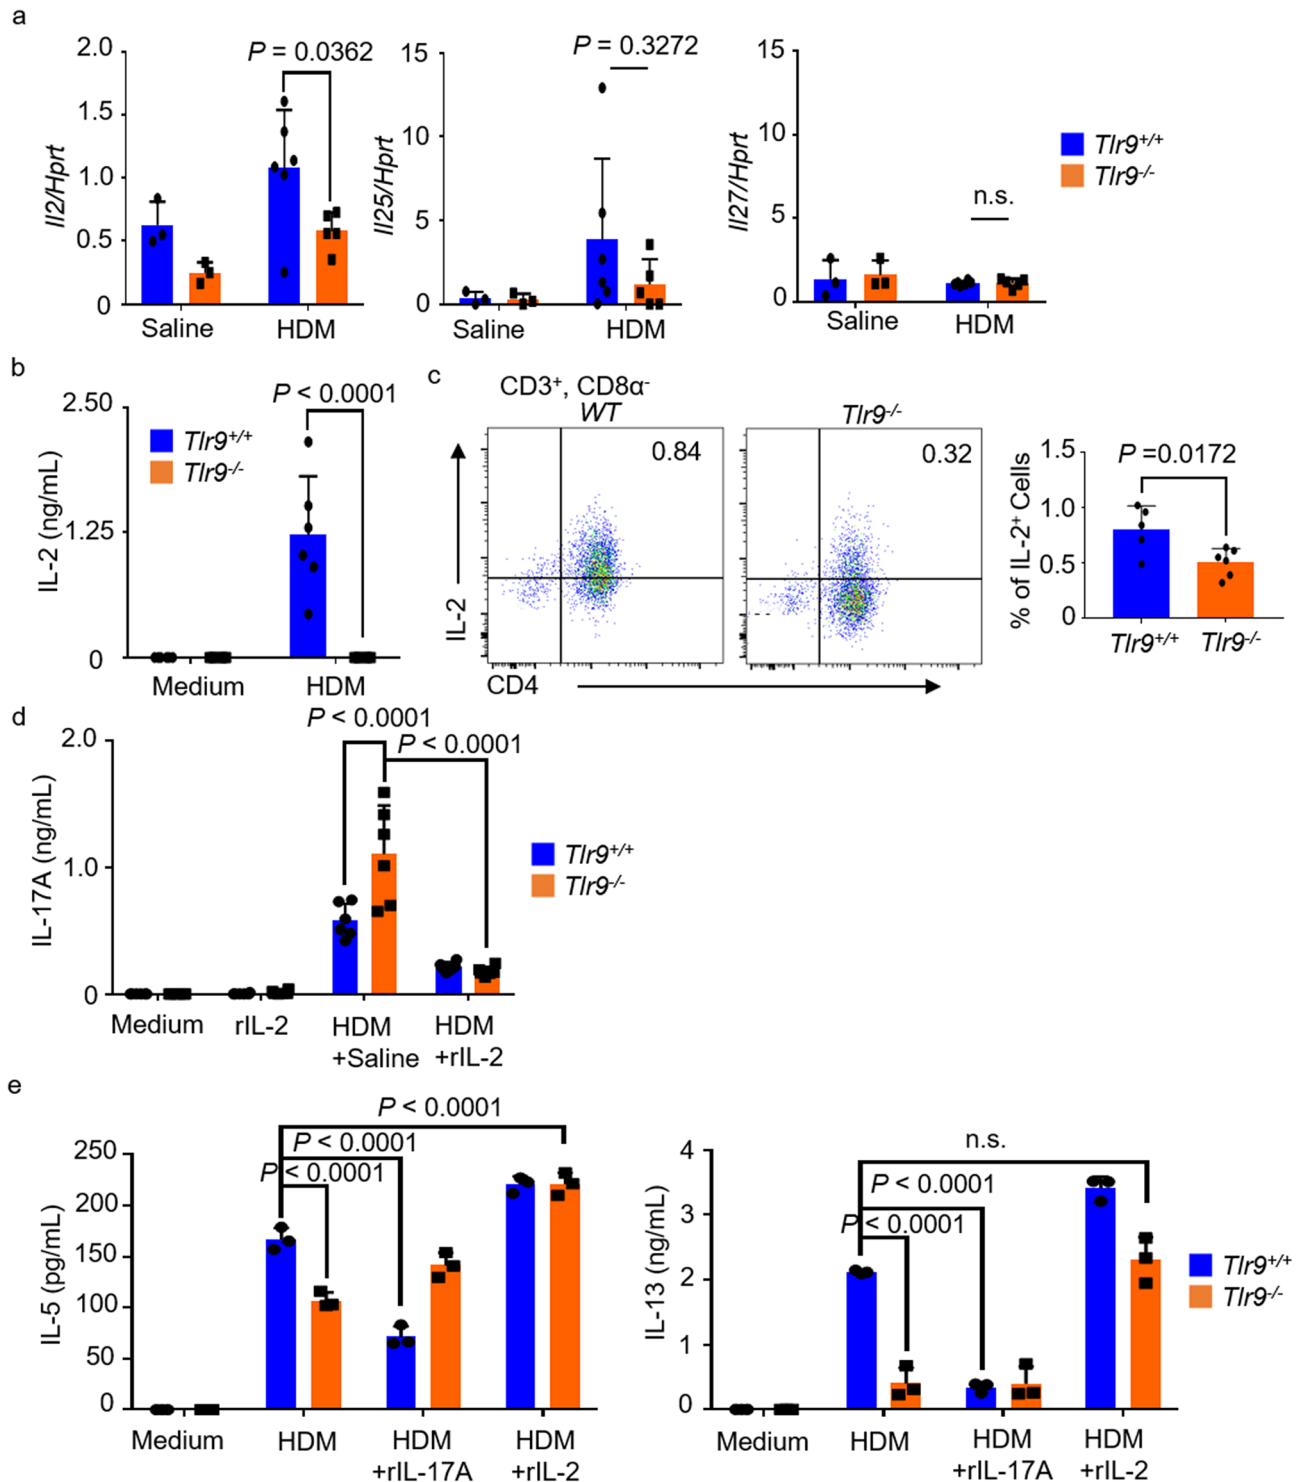 a
2.0
1.5
1.0
0.5
0
Il2/Hprt
P = 0.0362
Saline
HDM
15
10
5
0
Il25/Hprt
P = 0.3272
Saline
HDM
15
10
5
0
Il27/Hprt
n.s.
Saline
HDM
Tlr9+/+
Tlr9-/-
b
2.50
1.25
0
IL-2 (ng/mL)
P < 0.0001
Tlr9+/+
Tlr9-/-
Medium
HDM
c
CD3+, CD8α-
WT
Tlr9-/-
0.84
0.32
IL-2
CD4
1.5
1.0
0.5
0
% of IL-2+ Cells
P =0.0172
Tlr9+/+
Tlr9-/-
d
2.0
1.0
0
IL-17A (ng/mL)
P < 0.0001
P < 0.0001
Medium
rIL-2
HDM
+Saline
HDM
+rIL-2
Tlr9+/+
Tlr9-/-
e
250
200
150
100
50
0
IL-5 (pg/mL)
P < 0.0001
P < 0.0001
P < 0.0001
Medium
HDM
HDM
+rIL-17A
HDM
+rIL-2
4
3
2
1
0
IL-13 (ng/mL)
n.s.
P < 0.0001
P < 0.0001
Medium
HDM
HDM
+rIL-17A
HDM
+rIL-2
Tlr9+/+
Tlr9-/-